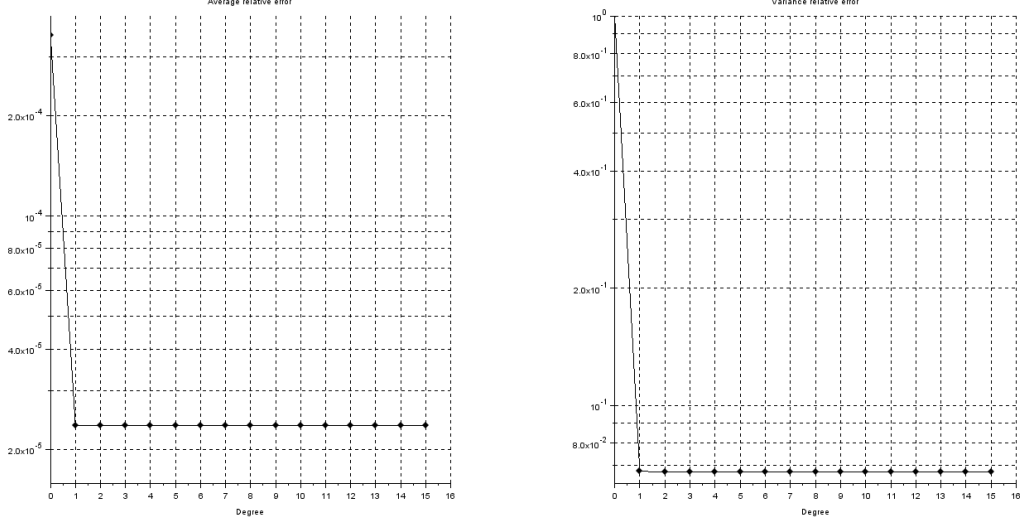 Average relative error
2.0x10^-4
10^-4
8.0x10^-5
6.0x10^-5
4.0x10^-5
2.0x10^-5
0 1 2 3 4 5 6 7 8 9 10 11 12 13 14 15 16
Degree
Variance relative error
10^0
8.0x10^-1
6.0x10^-1
4.0x10^-1
2.0x10^-1
10^-1
8.0x10^-2
0 1 2 3 4 5 6 7 8 9 10 11 12 13 14 15 16
Degree